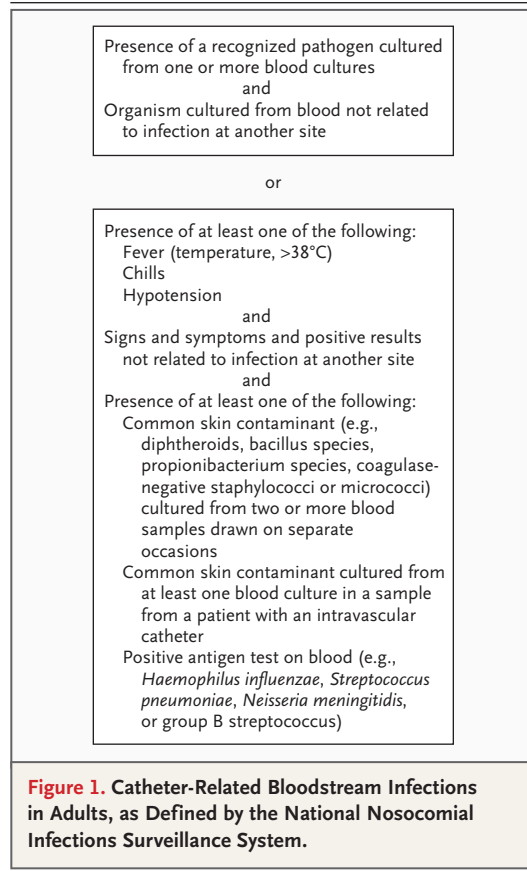 Presence of a recognized pathogen cultured
from one or more blood cultures
and
Organism cultured from blood not related
to infection at another site
or
Presence of at least one of the following:
Fever (temperature, >38°C)
Chills
Hypotension
and
Signs and symptoms and positive results
not related to infection at another site
and
Presence of at least one of the following:
Common skin contaminant (e.g.,
diphtheroids, bacillus species,
propionibacterium species, coagulase-
negative staphylococci or micrococci)
cultured from two or more blood
samples drawn on separate
occasions
Common skin contaminant cultured from
at least one blood culture in a sample
from a patient with an intravascular
catheter
Positive antigen test on blood (e.g.,
Haemophilus influenzae, Streptococcus
pneumoniae, Neisseria meningitidis,
or group B streptococcus)
Figure 1. Catheter-Related Bloodstream Infections
in Adults, as Defined by the National Nosocomial
Infections Surveillance System.